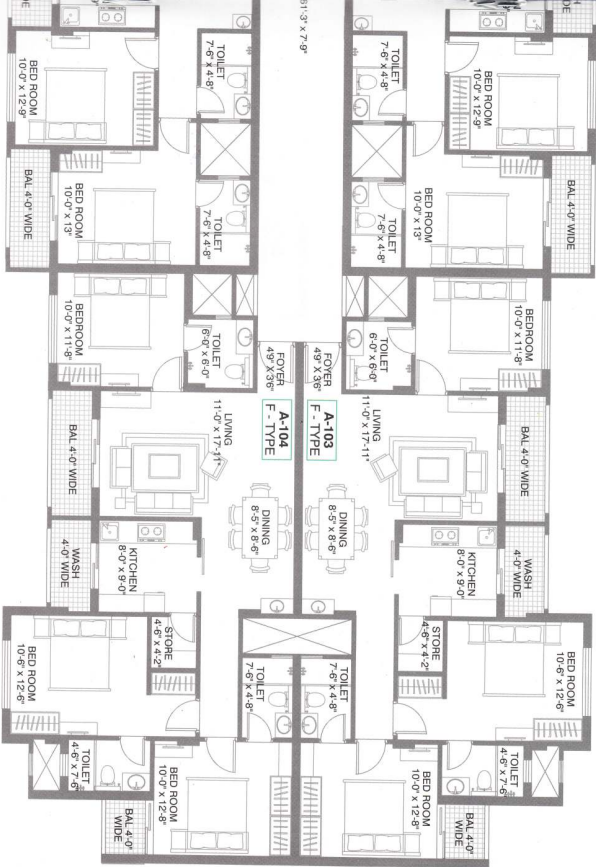 DE
DE
61'-3" x 7'-9"
BED ROOM
10'-0" x 12'-9"
TOILET
7'-6" x 4'-8"
TOILET
7'-6" x 4'-8"
BED ROOM
10'-0" x 12'-9"
BAL 4'-0" WIDE
BED ROOM
10'-0" x 13"
TOILET
7'-6" x 4'-8"
TOILET
7'-6" x 4'-8"
BED ROOM
10'-0" x 13"
BAL 4'-0" WIDE
BEDROOM
10'-0" x 11'-8"
TOILET
6'-0" x 6'-0"
FOYER
4'9" X 3'6"
FOYER
4'9" X 3'6"
TOILET
6'-0" x 6'-0"
BEDROOM
10'-0" x 11'-8"
A-104
F - TYPE
A-103
F - TYPE
BAL 4'-0" WIDE
LIVING
11'-0" x 17'-11"
LIVING
11'-0" x 17'-11"
BAL 4'-0" WIDE
DINING
8'-5" x 8'-6"
DINING
8'-5" x 8'-6"
WASH
4'-0" WIDE
KITCHEN
8'-0" x 9'-0"
KITCHEN
8'-0" x 9'-0"
WASH
4'-0" WIDE
STORE
4'-6" x 4'-2"
STORE
4'-6" x 4'-2"
BED ROOM
10'-6" x 12'-6"
TOILET
7'-6" x 4'-8"
TOILET
7'-6" x 4'-8"
BED ROOM
10'-6" x 12'-6"
TOILET
4'-6" x 7'-6"
BED ROOM
10'-0" x 12'-8"
BED ROOM
10'-0" x 12'-8"
TOILET
4'-6" x 7'-6"
BAL 4'-0"
WIDE
BAL 4'-0"
WIDE